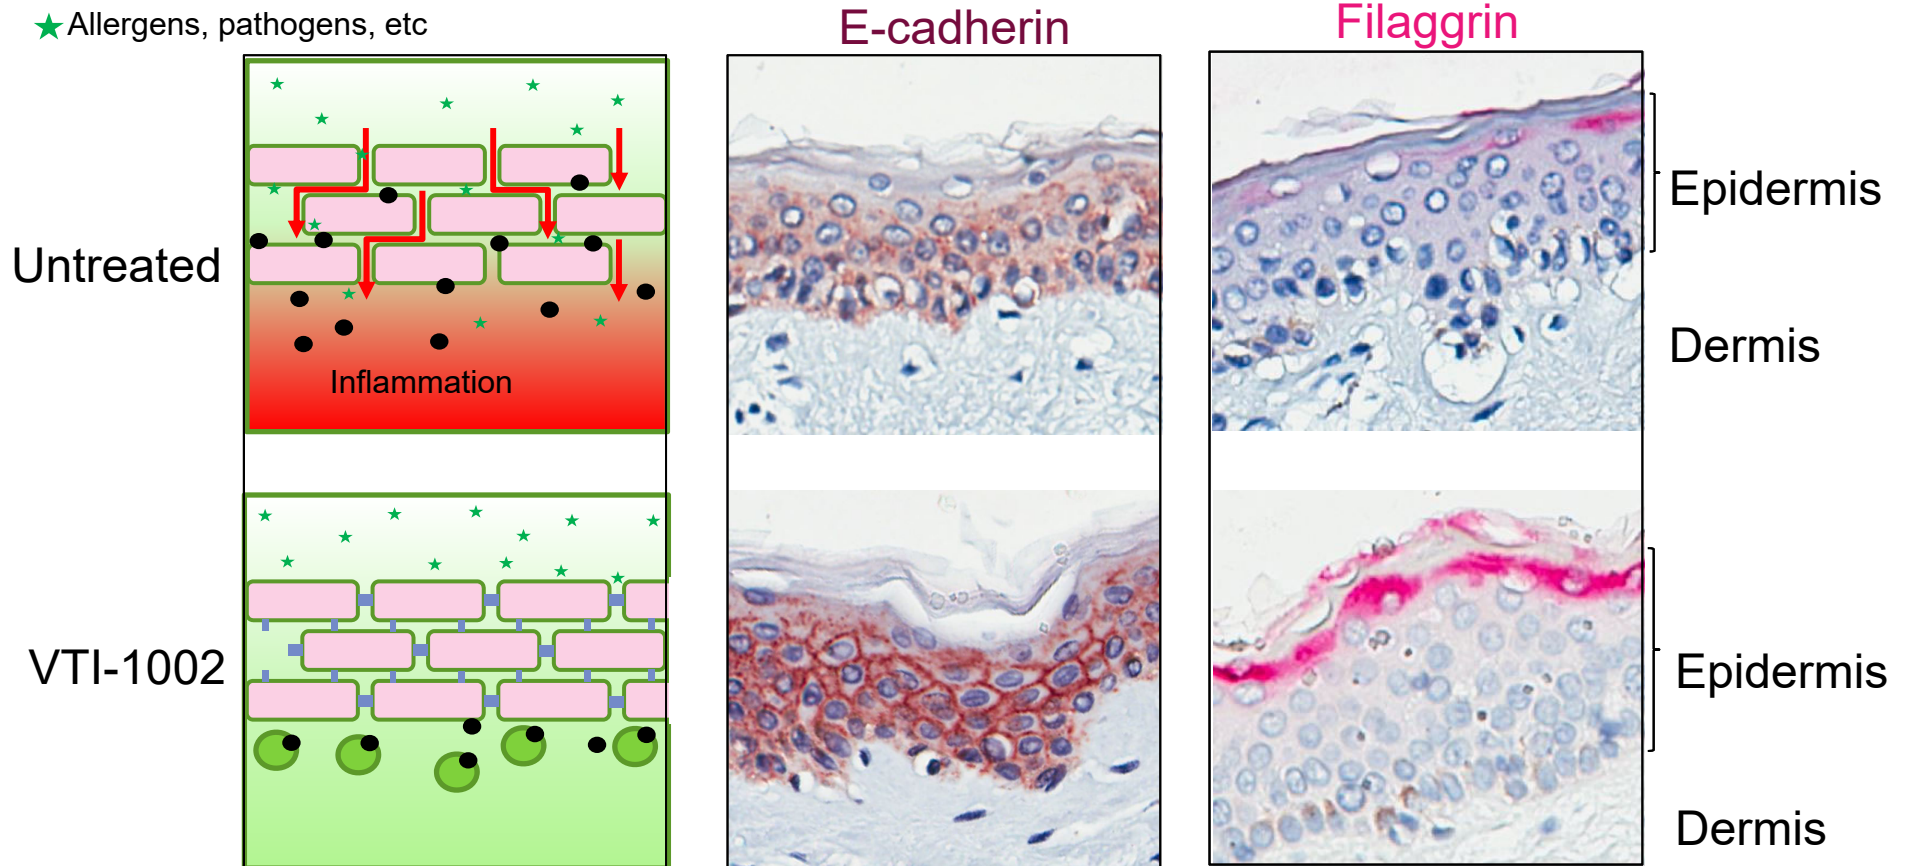 Allergens, pathogens, etc
E-cadherin
Filaggrin
Untreated
Inflammation
Epidermis
Dermis
VTI-1002
Epidermis
Dermis